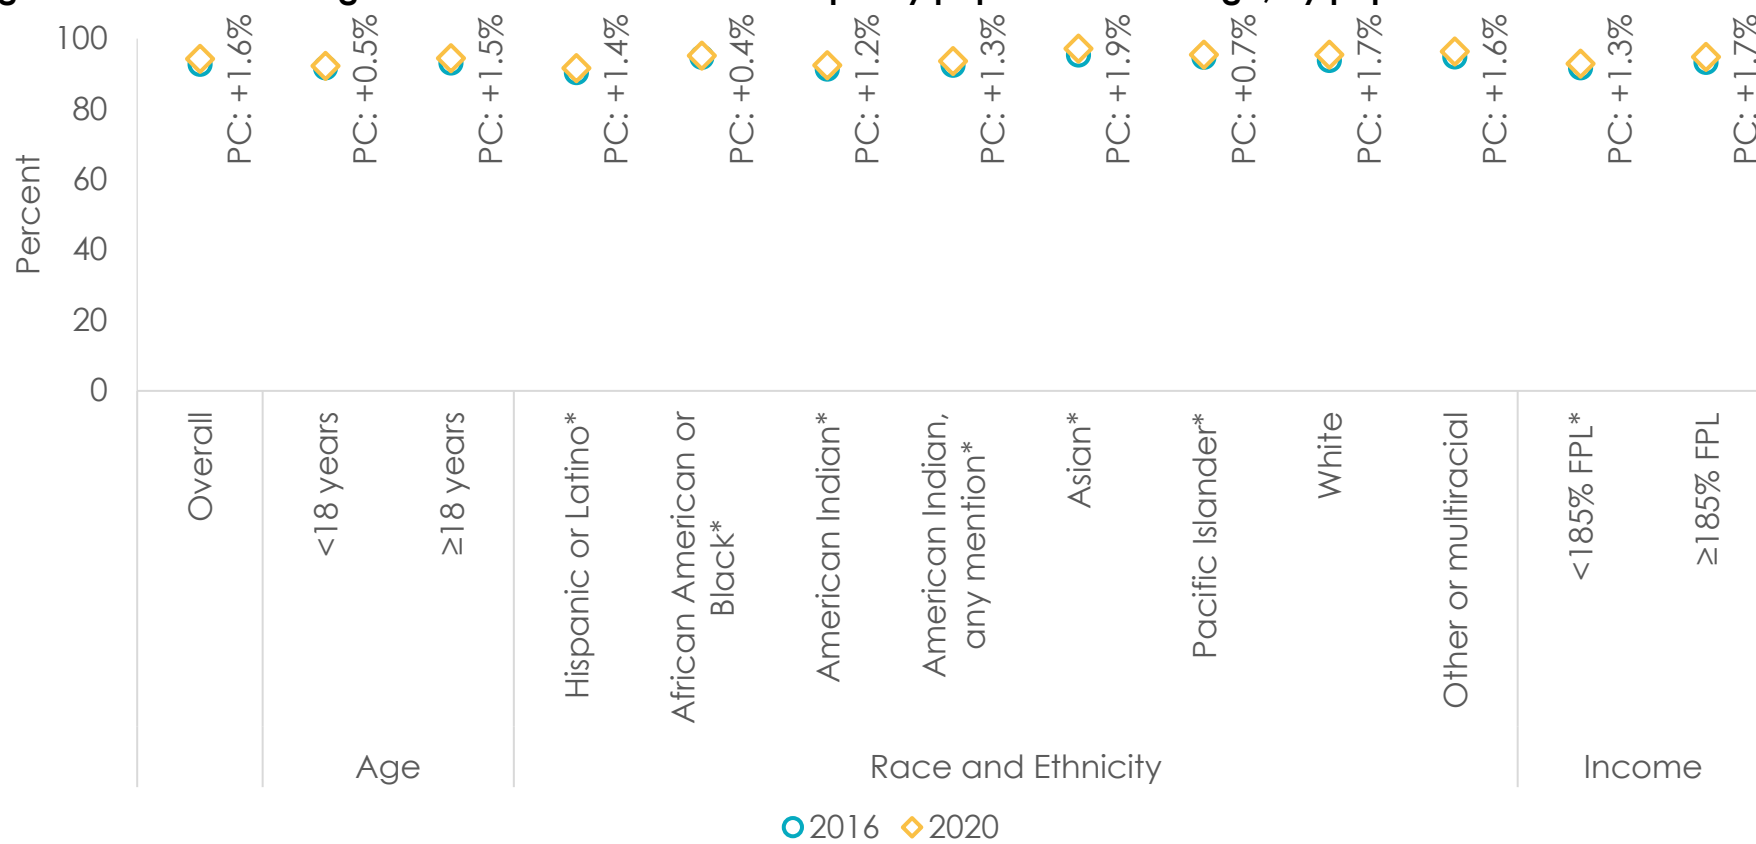 100
80
60
40
20
0
Percent
PC: +1.6%
PC: +0.5%
PC: +1.5%
PC: +1.4%
PC: +0.4%
PC: +1.2%
PC: +1.3%
PC: +1.9%
PC: +0.7%
PC: +1.7%
PC: +1.6%
PC: +1.3%
PC: +1.7%
Overall
<18 years
≥18 years
Hispanic or Latino*
African American or
Black*
American Indian*
American Indian,
any mention*
Asian*
Pacific Islander*
White
Other or multiracial
<185% FPL*
≥185% FPL
Age
Race and Ethnicity
Income
2016
2020